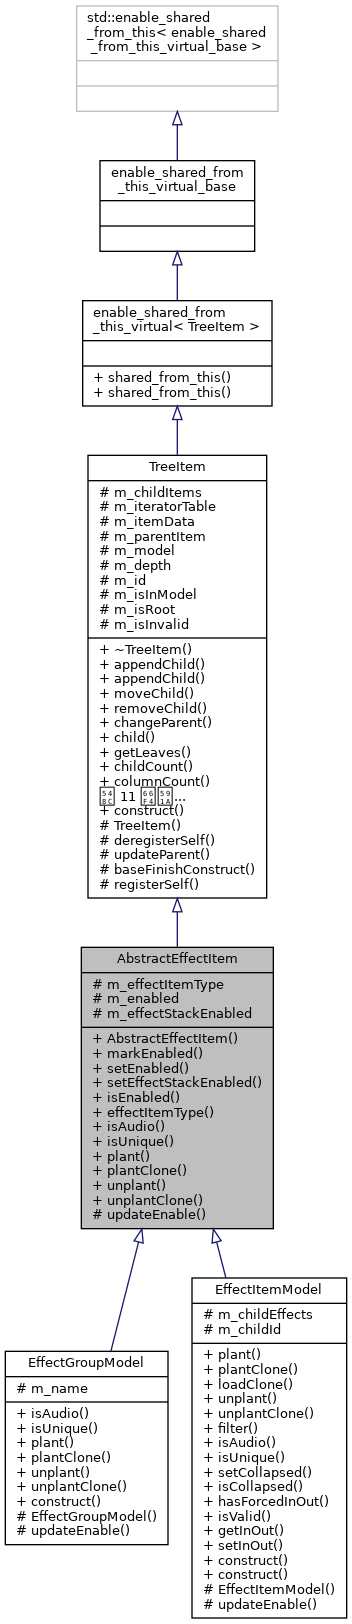 std::enable_shared
_from_this< enable_shared
_from_this_virtual_base >
enable_shared_from
_this_virtual_base
enable_shared_from
_this_virtual< TreeItem >
+ shared_from_this()
+ shared_from_this()
TreeItem
# m_childItems
# m_iteratorTable
# m_itemData
# m_parentItem
# m_model
# m_depth
# m_id
# m_isInModel
# m_isRoot
# m_isInvalid
+ ~TreeItem()
+ appendChild()
+ appendChild()
+ moveChild()
+ removeChild()
+ changeParent()
+ child()
+ getLeaves()
+ childCount()
+ columnCount()
11 ...
+ construct()
# TreeItem()
# deregisterSelf()
# updateParent()
# baseFinishConstruct()
# registerSelf()
AbstractEffectItem
# m_effectItemType
# m_enabled
# m_effectStackEnabled
+ AbstractEffectItem()
+ markEnabled()
+ setEnabled()
+ setEffectStackEnabled()
+ isEnabled()
+ effectItemType()
+ isAudio()
+ isUnique()
+ plant()
+ plantClone()
+ unplant()
+ unplantClone()
# updateEnable()
EffectGroupModel
# m_name
+ isAudio()
+ isUnique()
+ plant()
+ plantClone()
+ unplant()
+ unplantClone()
+ construct()
# EffectGroupModel()
# updateEnable()
EffectItemModel
# m_childEffects
# m_childId
+ plant()
+ plantClone()
+ loadClone()
+ unplant()
+ unplantClone()
+ filter()
+ isAudio()
+ isUnique()
+ setCollapsed()
+ isCollapsed()
+ hasForcedInOut()
+ isValid()
+ getInOut()
+ setInOut()
+ construct()
+ construct()
# EffectItemModel()
# updateEnable()